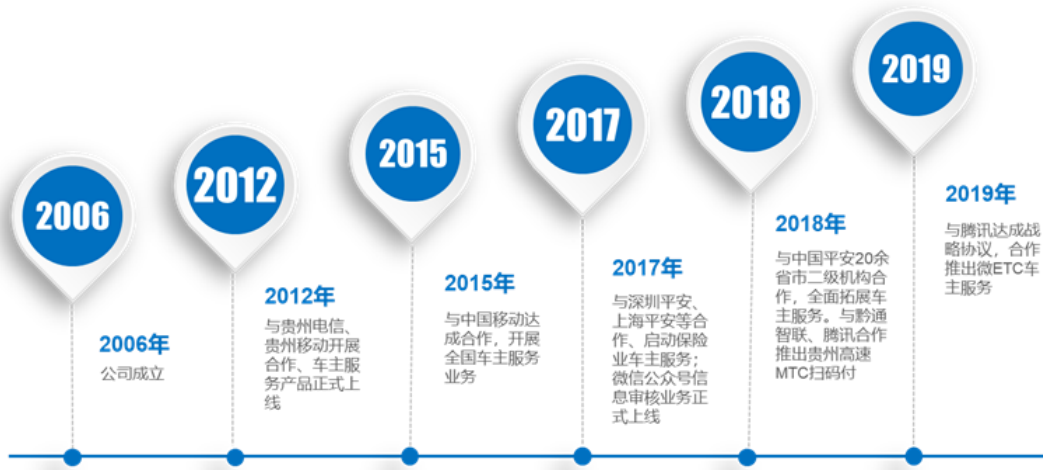 2006
2012
2015
2017
2018
2019
2006年
公司成立
2012年
与贵州电信、
贵州移动开展
合作、车主服
务产品正式上
线
2015年
与中国移动达
成合作，开展
全国车主服务
业务
2017年
与深圳平安、
上海平安等合
作、启动保险
业车主服务；
微信公众号信
息审核业务正
式上线
2018年
与中国平安20余
省市二级机构合
作，全面拓展车
主服务。与黔通
智联、腾讯合作
推出贵州高速
MTC扫码付
2019年
与腾讯达成战
略协议，合作
推出微ETC车
主服务